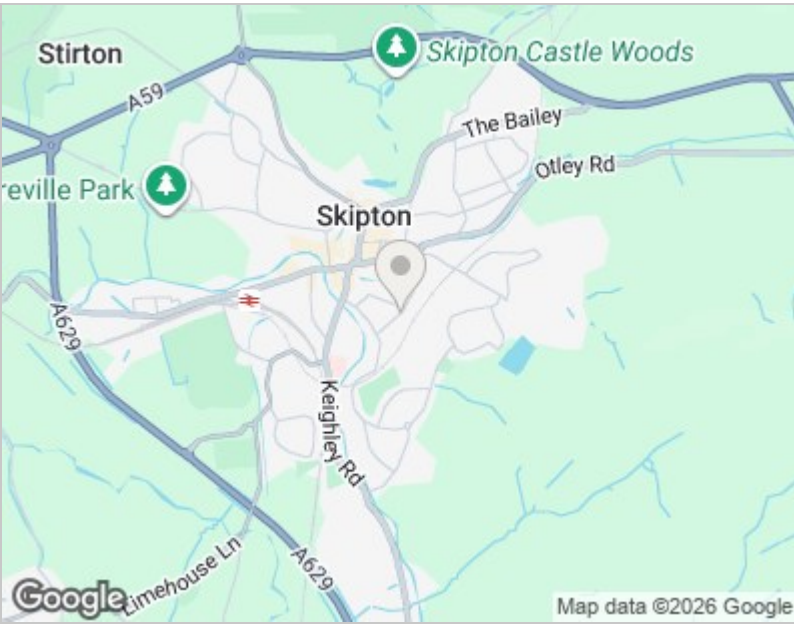 Stirton
Skipton Castle Woods
A59
The Bailey
Otley Rd
reville Park
Skipton
A629
Keighley Rd
Limehouse Ln
A629
Google
Map data ©2026 Google